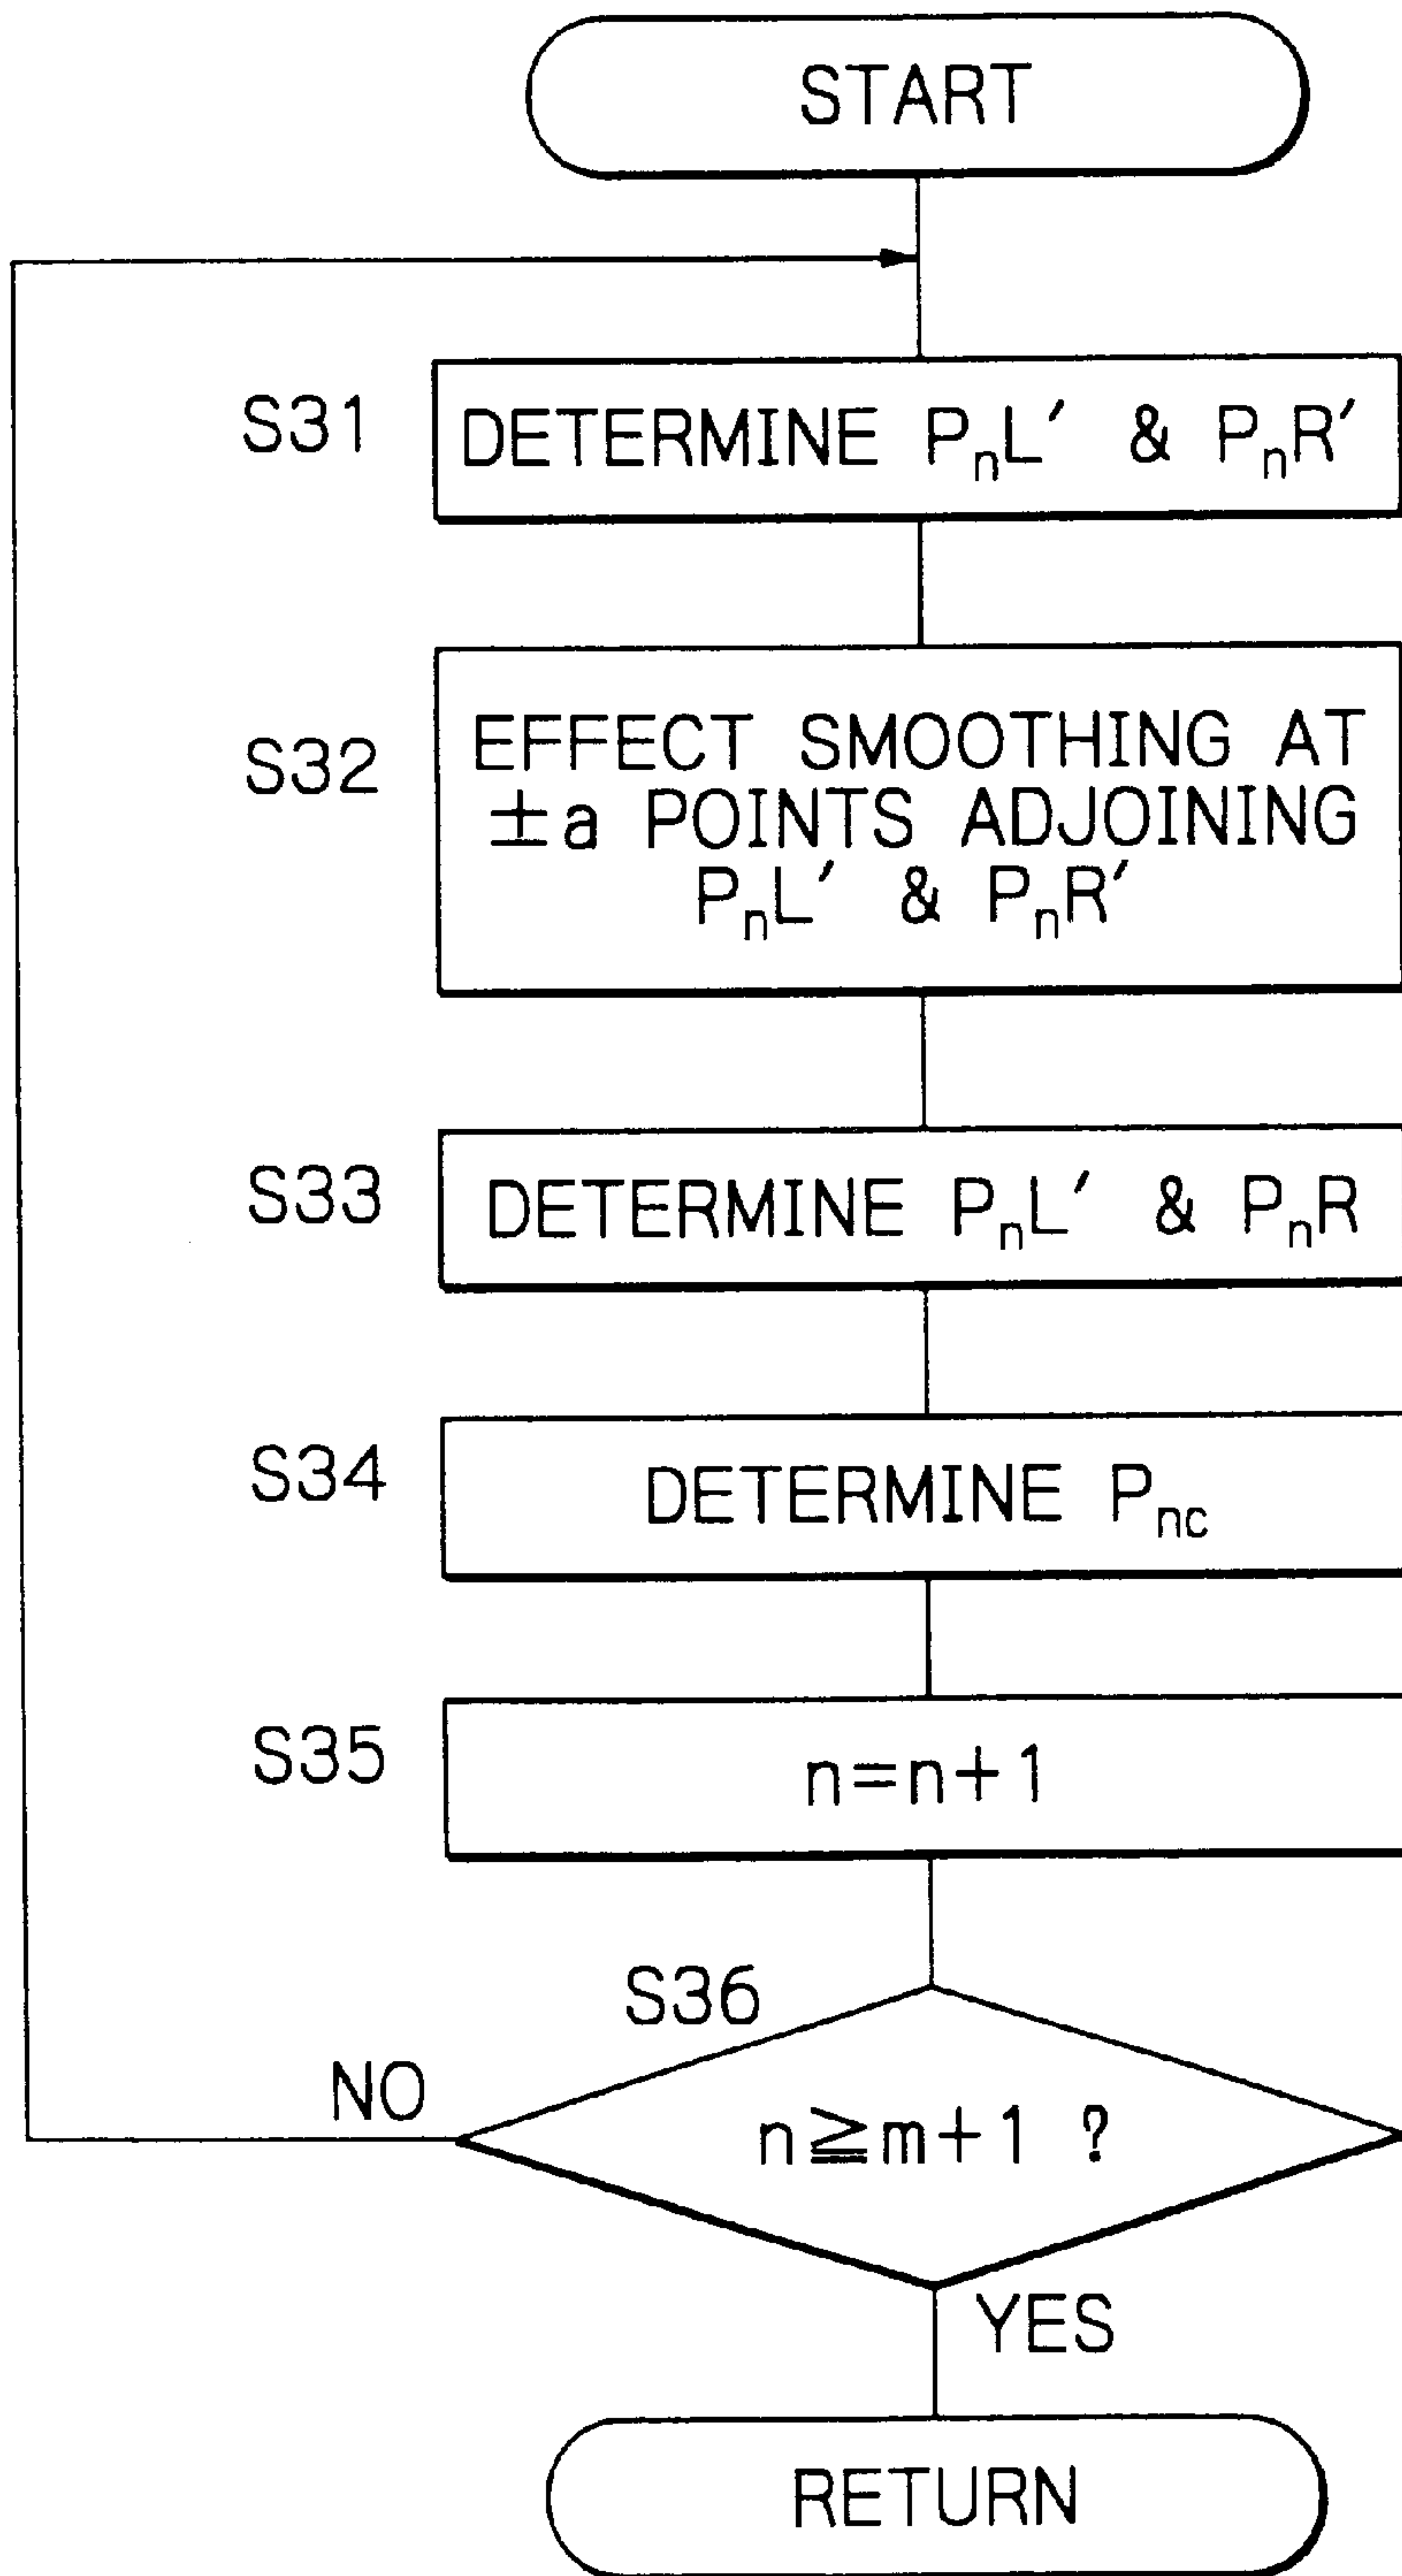 START
S31
DETERMINE PₙL′ & PₙR′
S32
EFFECT SMOOTHING AT
±a POINTS ADJOINING
PₙL′ & PₙR′
S33
DETERMINE PₙL′ & PₙR
S34
DETERMINE Pnc
S35
n=n+1
S36
NO
n≧m+1 ?
YES
RETURN